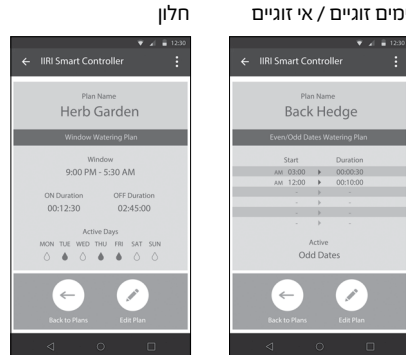 ימים זוגיים / אי זוגיים
12:30
IIRI Smart Controller
Plan Name
Back Hedge
Even/Odd Dates Watering Plan
Start Duration
AM 03:00 00:00:30
AM 12:00 00:10:00
- -
- -
- -
- -
Active
Odd Dates
Back to Plans Edit Plan
חלון
12:30
IIRI Smart Controller
Plan Name
Herb Garden
Window Watering Plan
Window
9:00 PM - 5:30 AM
ON Duration OFF Duration
00:12:30 02:45:00
Active Days
MON TUE WED THU FRI SAT SUN
Back to Plans Edit Plan